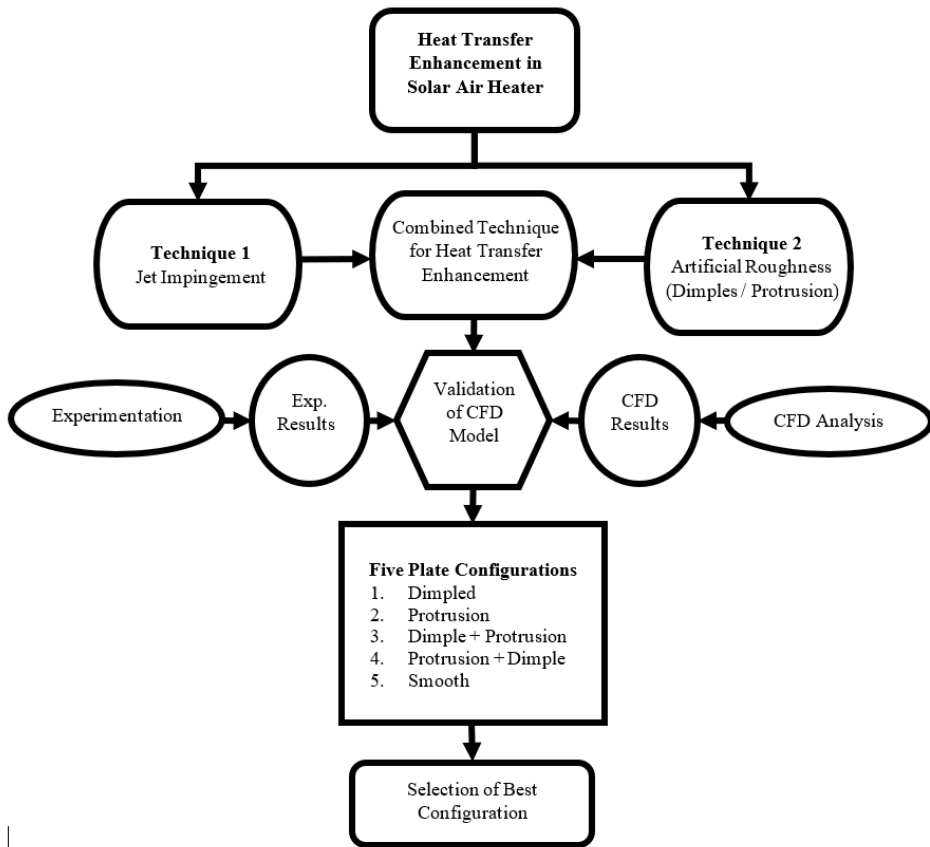 Heat Transfer
Enhancement in
Solar Air Heater
Technique 1
Jet Impingement
Combined Technique
for Heat Transfer
Enhancement
Technique 2
Artificial Roughness
(Dimples / Protrusion)
Experimentation
Exp.
Results
Validation
of CFD
Model
CFD
Results
CFD Analysis
Five Plate Configurations
1. Dimpled
2. Protrusion
3. Dimple + Protrusion
4. Protrusion + Dimple
5. Smooth
Selection of Best
Configuration